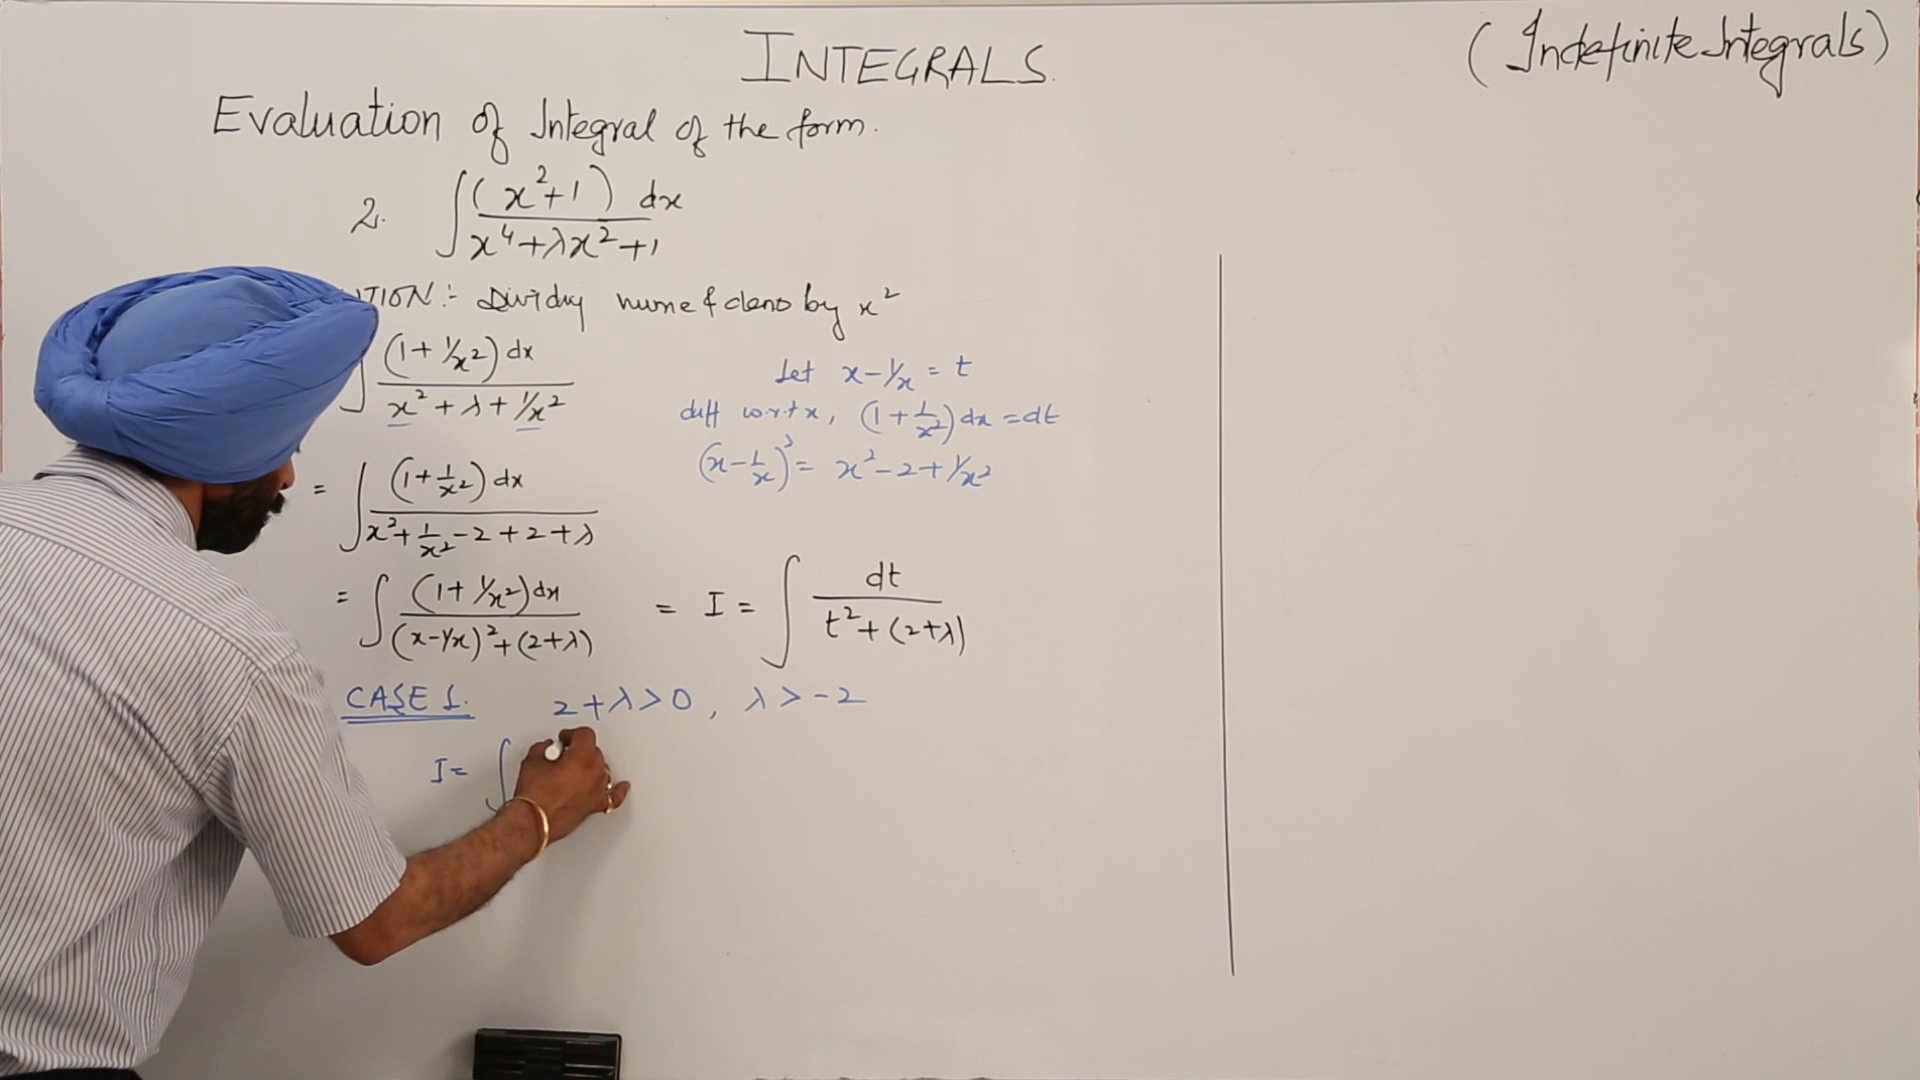 INTEGRALS.
(Indefinite Integrals)
Evaluation of Integral of the form.
2. ∫ (x²+1) dx / x⁴+λx²+1
TION:- Dividing nume & deno by x²
∫ (1+1/x²) dx / x²+λ+1/x²
Let x-1/x = t
diff w.r.t x, (1+1/x²) dx = dt
(x-1/x)² = x²-2+1/x²
= ∫ (1+1/x²) dx / x²+1/x²-2+2+λ
= ∫ (1+1/x²) dx / (x-1/x)²+(2+λ) = I = ∫ dt / t²+(2+λ)
CASE 1. 2+λ>0, λ>-2
I= ∫